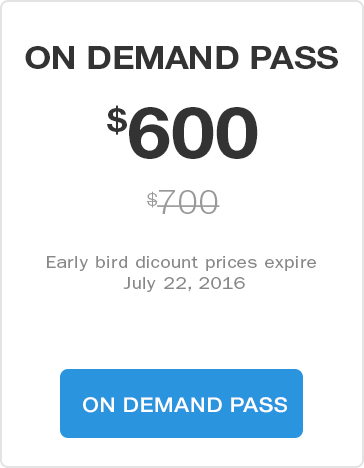 ON DEMAND PASS
$600
$700
Early bird dicount prices expire
July 22, 2016
ON DEMAND PASS